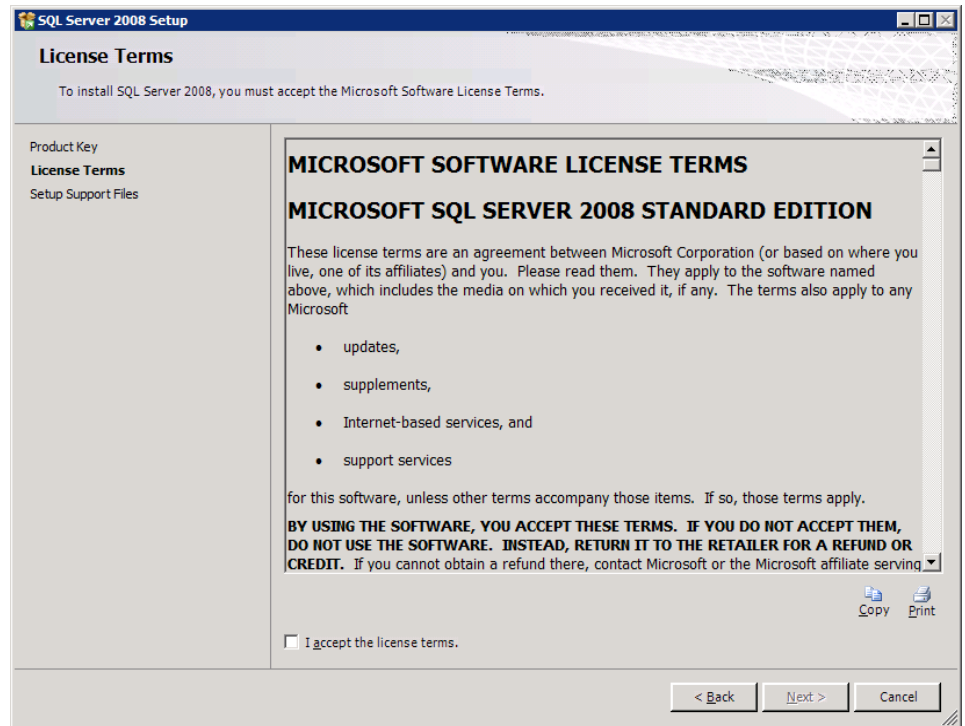 SQL Server 2008 Setup
License Terms
To install SQL Server 2008, you must accept the Microsoft Software License Terms.
Product Key
License Terms
Setup Support Files
MICROSOFT SOFTWARE LICENSE TERMS
MICROSOFT SQL SERVER 2008 STANDARD EDITION
These license terms are an agreement between Microsoft Corporation (or based on where you
live, one of its affiliates) and you.  Please read them.  They apply to the software named
above, which includes the media on which you received it, if any.  The terms also apply to any
Microsoft
• updates,
• supplements,
• Internet-based services, and
• support services
for this software, unless other terms accompany those items.  If so, those terms apply.
BY USING THE SOFTWARE, YOU ACCEPT THESE TERMS.  IF YOU DO NOT ACCEPT THEM,
DO NOT USE THE SOFTWARE.  INSTEAD, RETURN IT TO THE RETAILER FOR A REFUND OR
CREDIT.  If you cannot obtain a refund there, contact Microsoft or the Microsoft affiliate serving
Copy Print
I accept the license terms.
< Back Next > Cancel